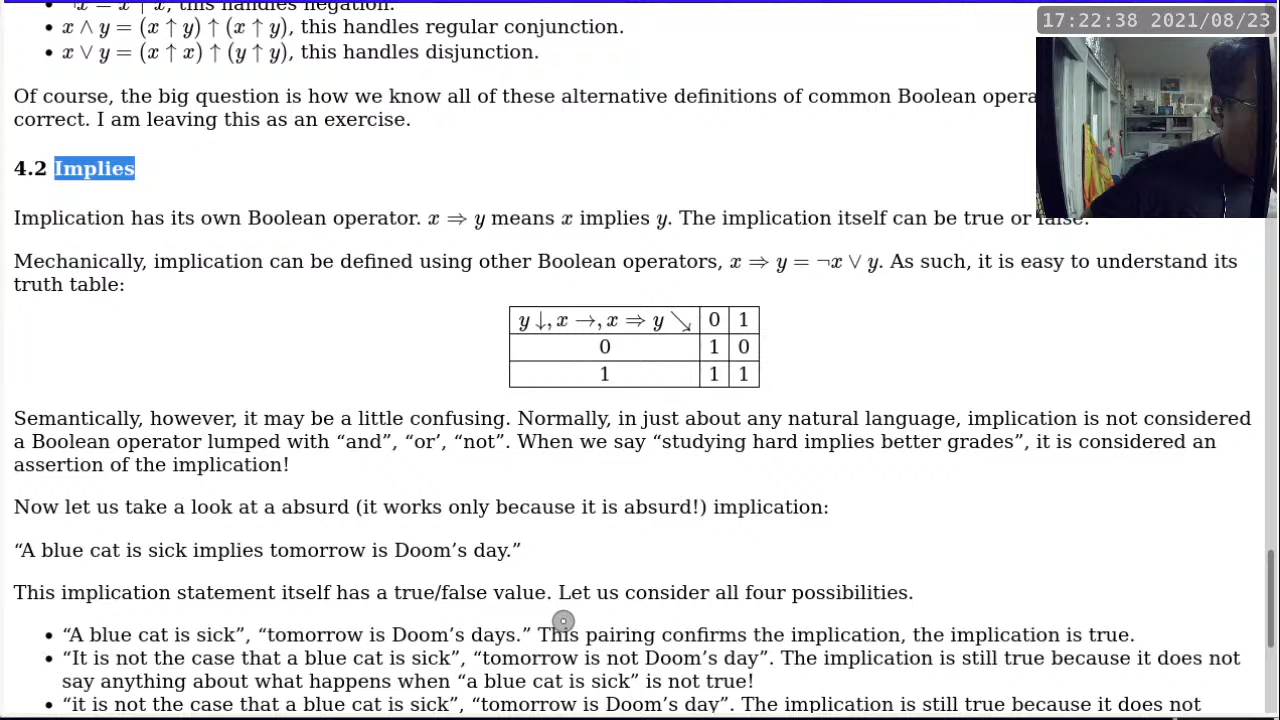 ¬x = x ↑ x, this handles negation.
17:22:38 2021/08/23
x ∧ y = (x ↑ y) ↑ (x ↑ y), this handles regular conjunction.
x ∨ y = (x ↑ x) ↑ (y ↑ y), this handles disjunction.
Of course, the big question is how we know all of these alternative definitions of common Boolean opera
correct. I am leaving this as an exercise.
4.2 Implies
Implication has its own Boolean operator. x ⇒ y means x implies y. The implication itself can be true or false.
Mechanically, implication can be defined using other Boolean operators, x ⇒ y = ¬x ∨ y. As such, it is easy to understand its
truth table:
y ↓, x →, x ⇒ y ↘ 0 1
0 1 0
1 1 1
Semantically, however, it may be a little confusing. Normally, in just about any natural language, implication is not considered
a Boolean operator lumped with “and”, “or’, “not”. When we say “studying hard implies better grades”, it is considered an
assertion of the implication!
Now let us take a look at a absurd (it works only because it is absurd!) implication:
“A blue cat is sick implies tomorrow is Doom’s day.”
This implication statement itself has a true/false value. Let us consider all four possibilities.
“A blue cat is sick”, “tomorrow is Doom’s days.” This pairing confirms the implication, the implication is true.
“It is not the case that a blue cat is sick”, “tomorrow is not Doom’s day”. The implication is still true because it does not
say anything about what happens when “a blue cat is sick” is not true!
“it is not the case that a blue cat is sick”, “tomorrow is Doom’s day”. The implication is still true because it does not